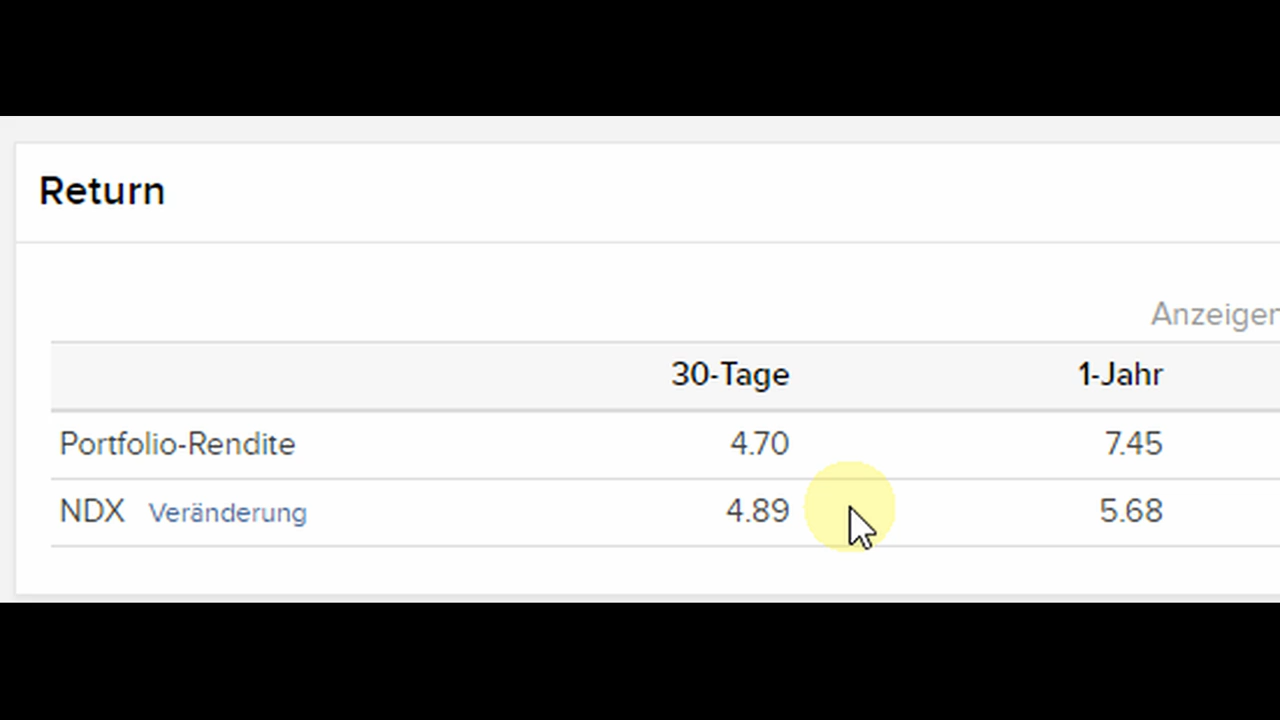 Return
Anzeigen
30-Tage 1-Jahr
Portfolio-Rendite 4.70 7.45
NDX Veränderung 4.89 5.68